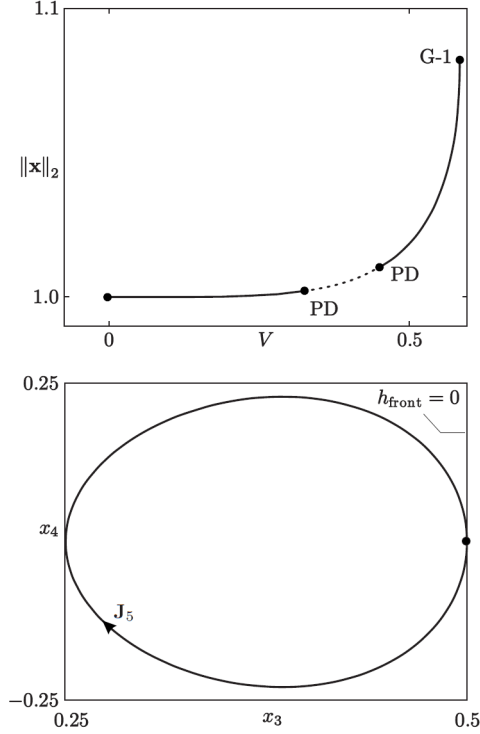 1.1
G-1
‖x‖₂
PD
1.0
PD
0 V 0.5
0.25
h_front = 0
x₄
J₅
−0.25
0.25 x₃ 0.5